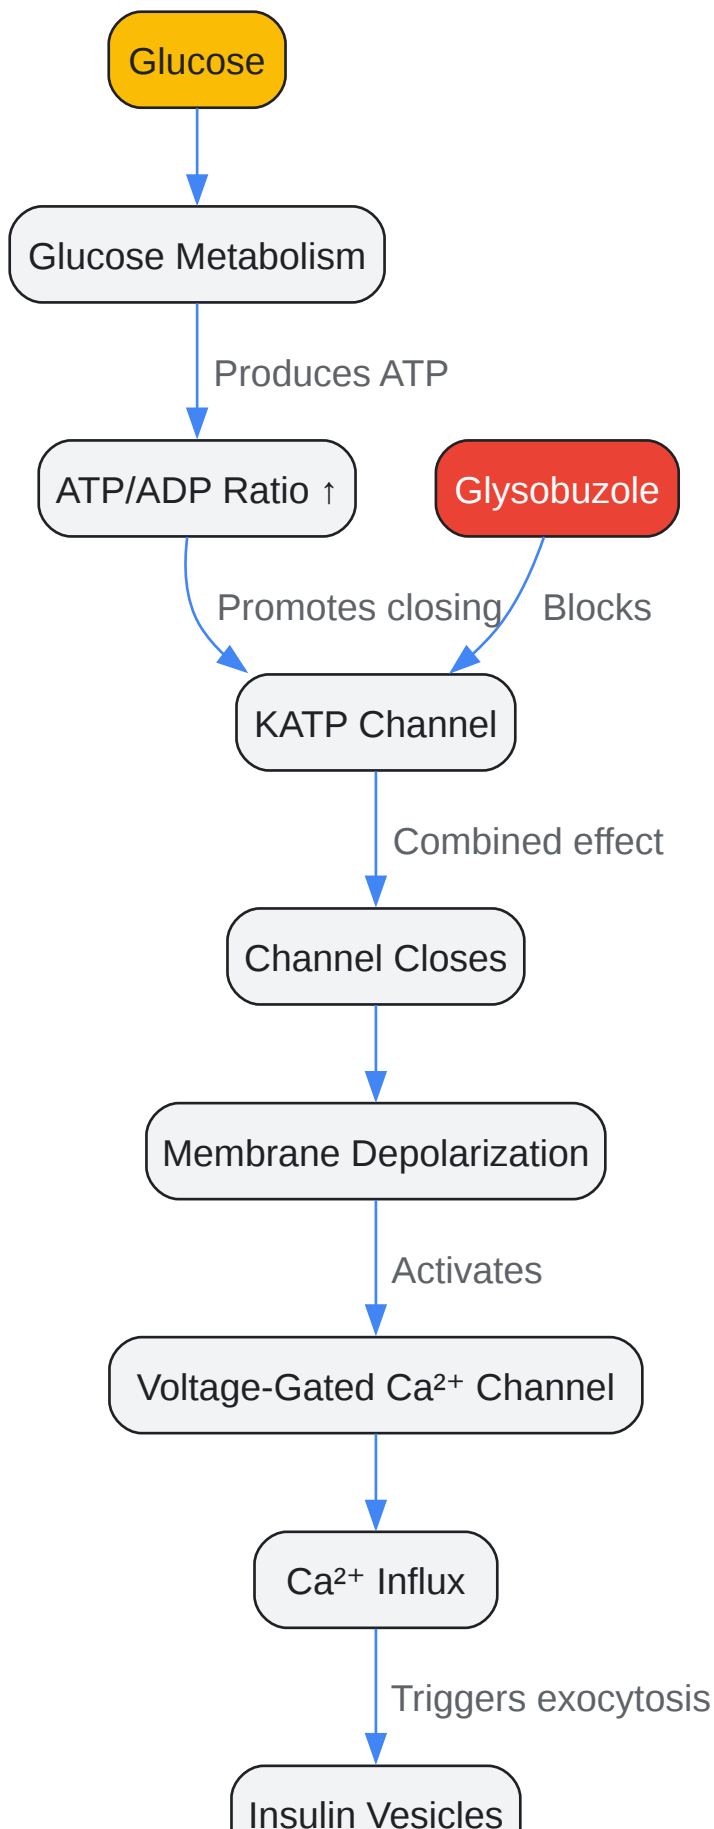 Glucose
Glucose Metabolism
Produces ATP
ATP/ADP Ratio ↑
Glysobuzole
Promotes closing
Blocks
KATP Channel
Combined effect
Channel Closes
Membrane Depolarization
Activates
Voltage-Gated Ca²⁺ Channel
Ca²⁺ Influx
Triggers exocytosis
Insulin Vesicles